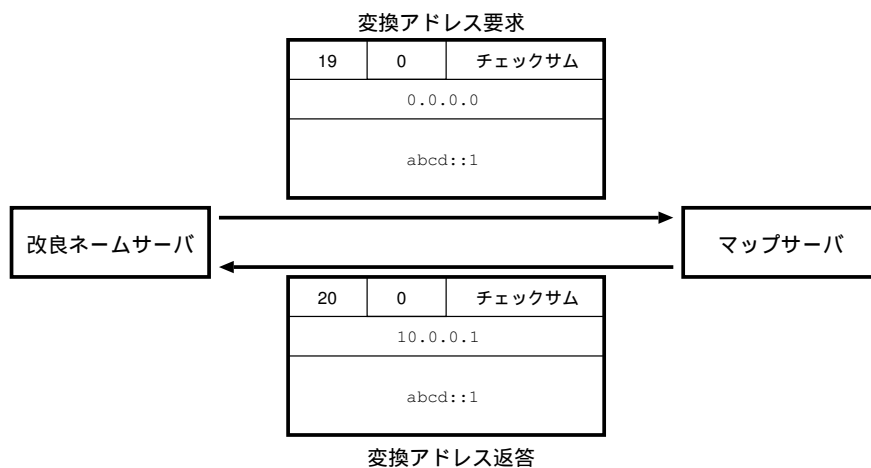 変換アドレス要求
19 0 チェックサム
0.0.0.0
abcd::1
改良ネームサーバ マップサーバ
20 0 チェックサム
10.0.0.1
abcd::1
変換アドレス返答